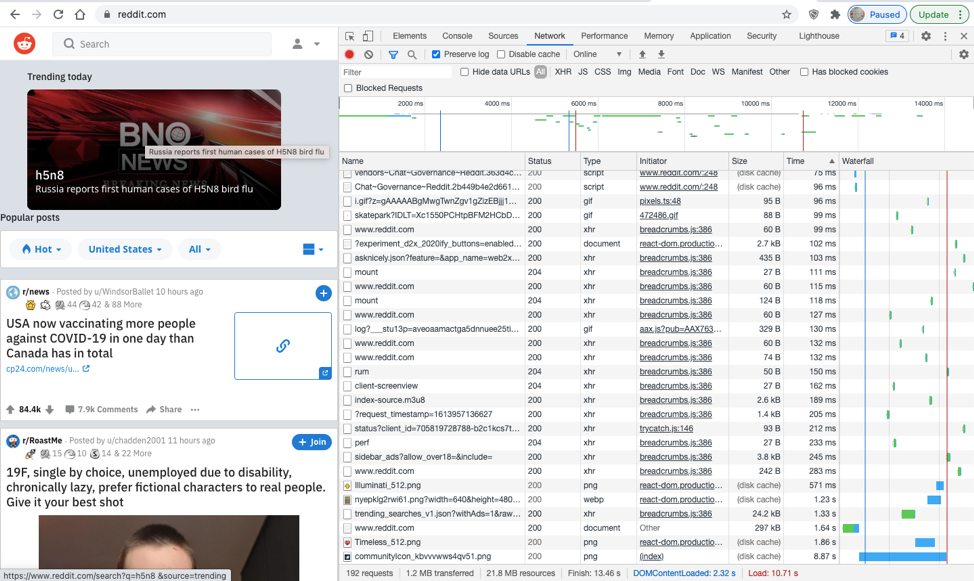 reddit.com
Paused
Update
Search
Trending today
BNO
NEWS
BREAKING NEWS
Russia reports first human cases of H5N8 bird flu
h5n8
Russia reports first human cases of H5N8 bird flu
Popular posts
Hot
United States
All
r/news · Posted by u/WindsorBallet 10 hours ago
44 42 & 88 More
USA now vaccinating more people
against COVID-19 in one day than
Canada has in total
cp24.com/news/u...
84.4k 7.9k Comments Share ...
r/RoastMe · Posted by u/chadden2001 11 hours ago
+ Join
15 10 14 & 22 More
19F, single by choice, unemployed due to disability,
chronically lazy, prefer fictional characters to real people.
Give it your best shot
https://www.reddit.com/search?q=h5n8 &source=trending
Elements Console Sources Network Performance Memory Application Security Lighthouse 4
Preserve log Disable cache Online
Filter Hide data URLs All XHR JS CSS Img Media Font Doc WS Manifest Other Has blocked cookies
Blocked Requests
2000 ms 4000 ms 6000 ms 8000 ms 10000 ms 12000 ms 14000 ms
Name Status Type Initiator Size Time Waterfall
vendors~Chat~Governance~Reddit.363d4c... 200 script www.reddit.com/:248 (disk cache) 75 ms
Chat~Governance~Reddit.2b449b4e2d661... 200 script www.reddit.com/:248 (disk cache) 96 ms
i.gif?z=gAAAAABgMwgTwnZgv1gZizEBjjj1... 200 gif pixels.ts:48 95 B 96 ms
skatepark?IDLT=Xc1550PCHtpBFM2HCbD... 200 gif 472486.gif 88 B 99 ms
www.reddit.com 200 xhr breadcrumbs.js:386 60 B 99 ms
?experiment_d2x_2020ify_buttons=enabled... 200 document react-dom.productio... 2.7 kB 102 ms
asknicely.json?feature=&app_name=web2x... 200 xhr breadcrumbs.js:386 435 B 103 ms
mount 204 xhr breadcrumbs.js:386 27 B 111 ms
www.reddit.com 200 xhr breadcrumbs.js:386 60 B 115 ms
mount 204 xhr breadcrumbs.js:386 124 B 118 ms
www.reddit.com 200 xhr breadcrumbs.js:386 60 B 127 ms
log?___stu13p=aveoaamactga5dnnuee25ti... 200 gif aax.js?pub=AAX763... 329 B 130 ms
www.reddit.com 200 xhr breadcrumbs.js:386 60 B 132 ms
www.reddit.com 200 xhr breadcrumbs.js:386 74 B 132 ms
rum 204 xhr breadcrumbs.js:386 50 B 150 ms
client-screenview 204 xhr breadcrumbs.js:386 27 B 162 ms
index-source.m3u8 200 xhr breadcrumbs.js:386 2.6 kB 189 ms
?request_timestamp=1613957136627 200 xhr breadcrumbs.js:386 1.4 kB 205 ms
status?client_id=705819728788-b2c1kcs7t... 200 xhr trycatch.js:146 93 B 212 ms
perf 204 xhr breadcrumbs.js:386 27 B 233 ms
sidebar_ads?allow_over18=&include= 200 xhr breadcrumbs.js:386 3.8 kB 245 ms
www.reddit.com 200 xhr breadcrumbs.js:386 242 B 283 ms
Illuminati_512.png 200 png react-dom.productio... (disk cache) 571 ms
nyepklg2rwi61.png?width=640&height=480... 200 webp react-dom.productio... (disk cache) 1.23 s
trending_searches_v1.json?withAds=1&raw... 200 xhr breadcrumbs.js:386 24.2 kB 1.33 s
www.reddit.com 200 document Other 297 kB 1.64 s
Timeless_512.png 200 png react-dom.productio... (disk cache) 1.86 s
communityIcon_kbvvvwws4qv51.png 200 png (index) (disk cache) 8.87 s
192 requests 1.2 MB transferred 21.8 MB resources Finish: 13.46 s DOMContentLoaded: 2.32 s Load: 10.71 s